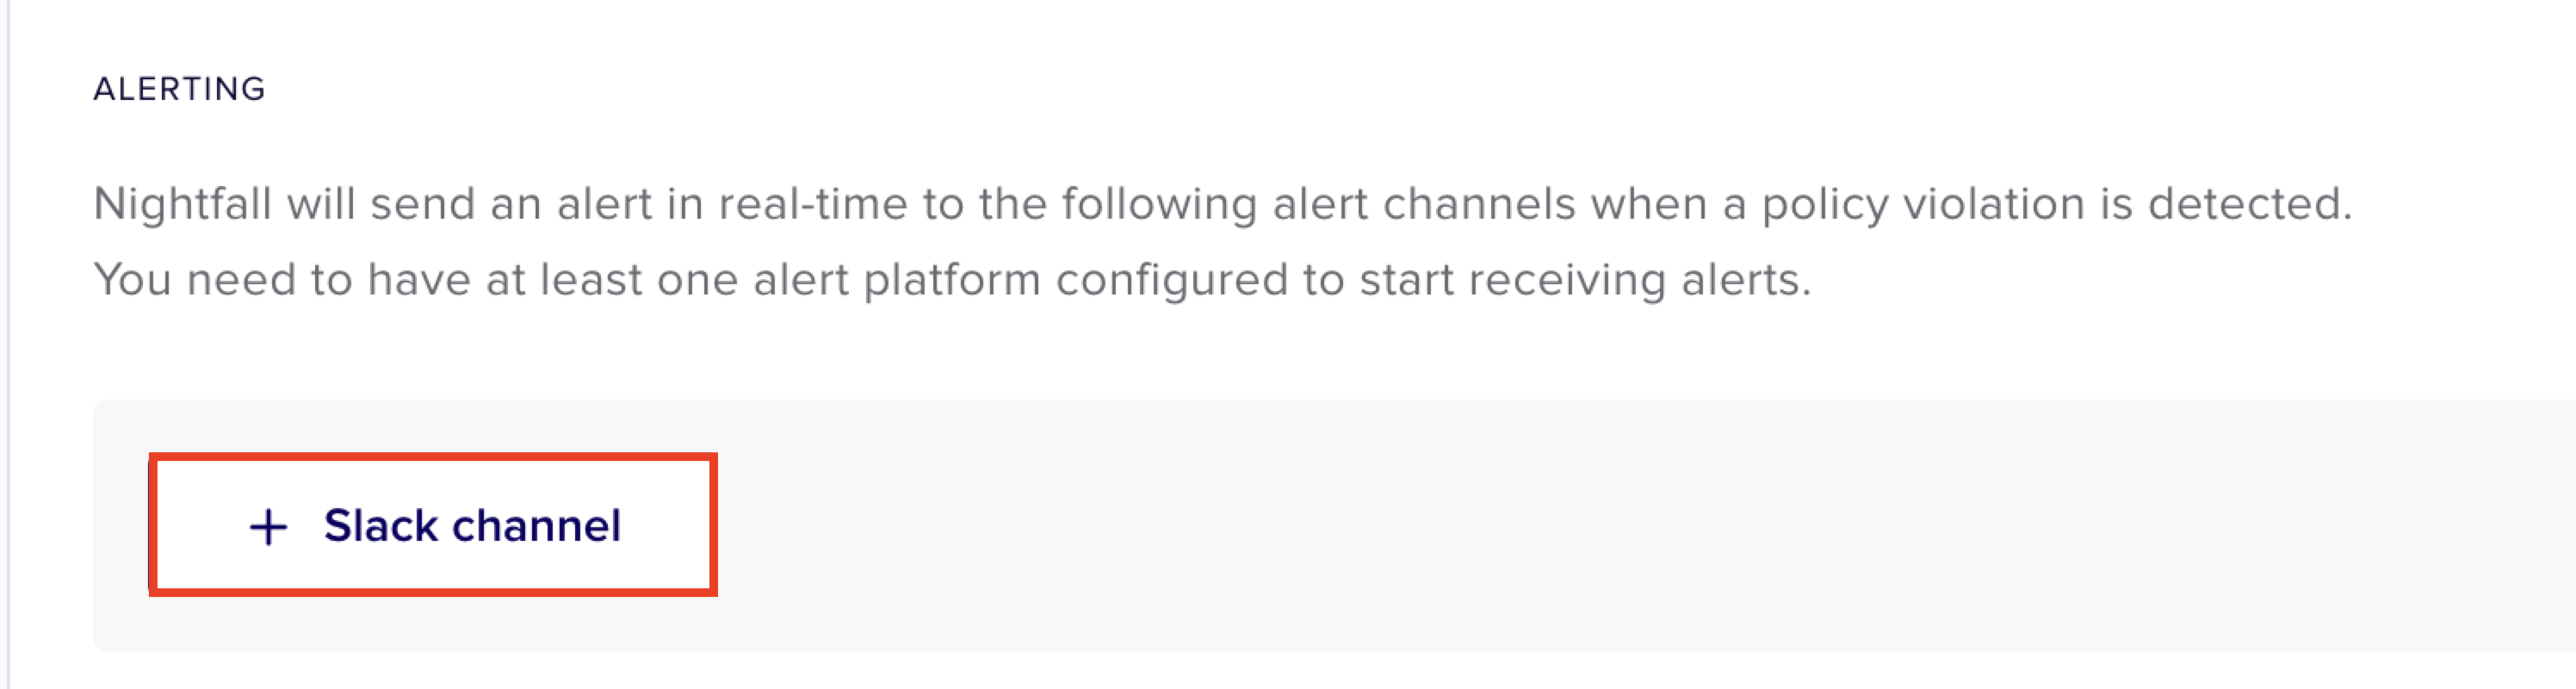 ALERTING
Nightfall will send an alert in real-time to the following alert channels when a policy violation is detected.
You need to have at least one alert platform configured to start receiving alerts.
+ Slack channel